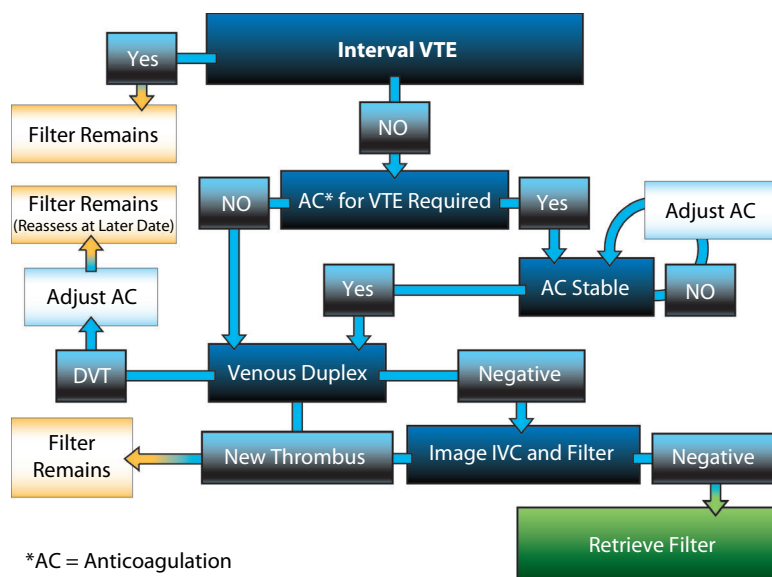 Interval VTE
Yes
Filter Remains
NO
AC* for VTE Required
NO
Yes
Filter Remains
(Reassess at Later Date)
Adjust AC
AC Stable
NO
Yes
Adjust AC
DVT
Venous Duplex
Negative
Filter
Remains
New Thrombus
Image IVC and Filter
Negative
Retrieve Filter
*AC = Anticoagulation